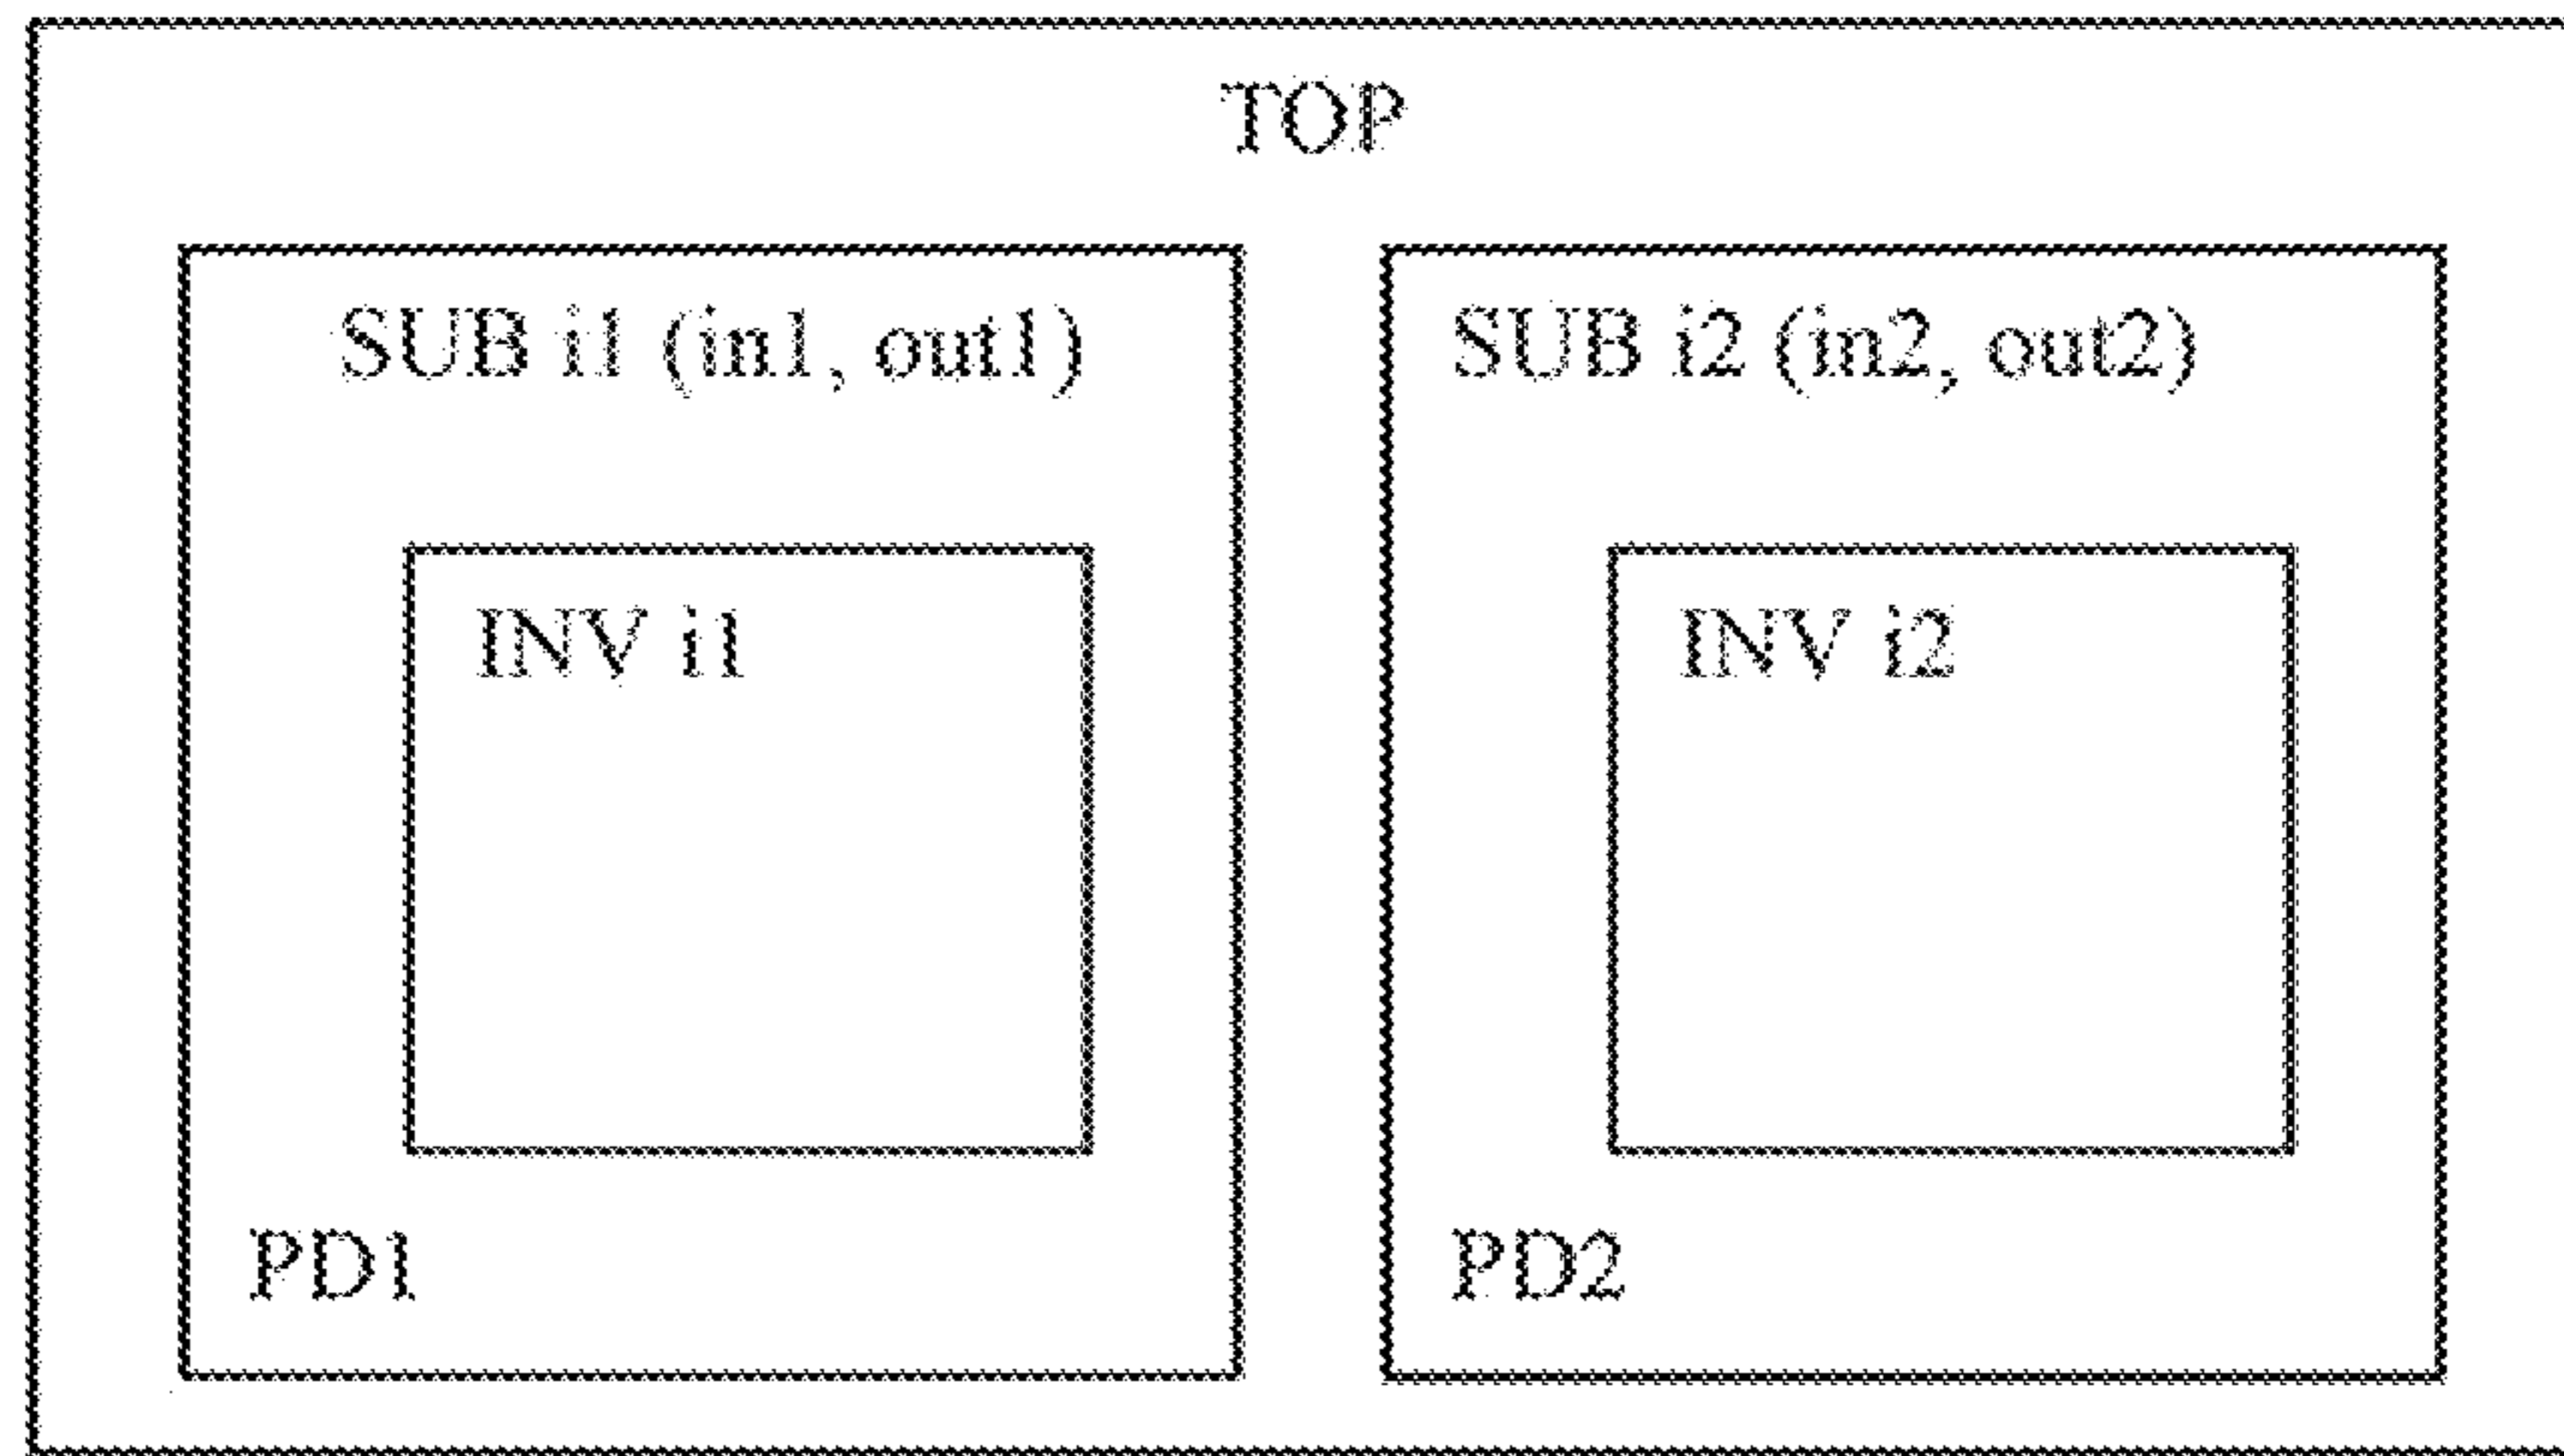 TOP
SUB i1 (in1, out1)
SUB i2 (in2, out2)
INV i1
INV i2
PD1
PD2